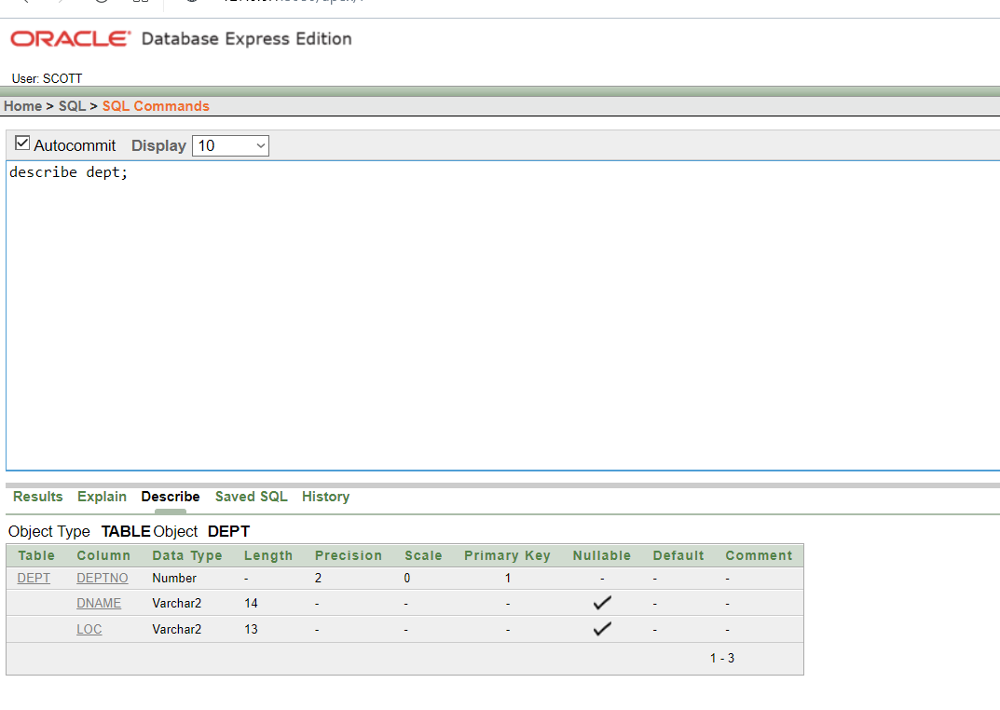 ORACLE Database Express Edition
User: SCOTT
Home > SQL > SQL Commands
Autocommit Display 10
describe dept;
Results Explain Describe Saved SQL History
Object Type TABLE Object DEPT
Table Column Data Type Length Precision Scale Primary Key Nullable Default Comment
DEPT DEPTNO Number - 2 0 1 - - -
DNAME Varchar2 14 - - - - -
LOC Varchar2 13 - - - - -
1 - 3